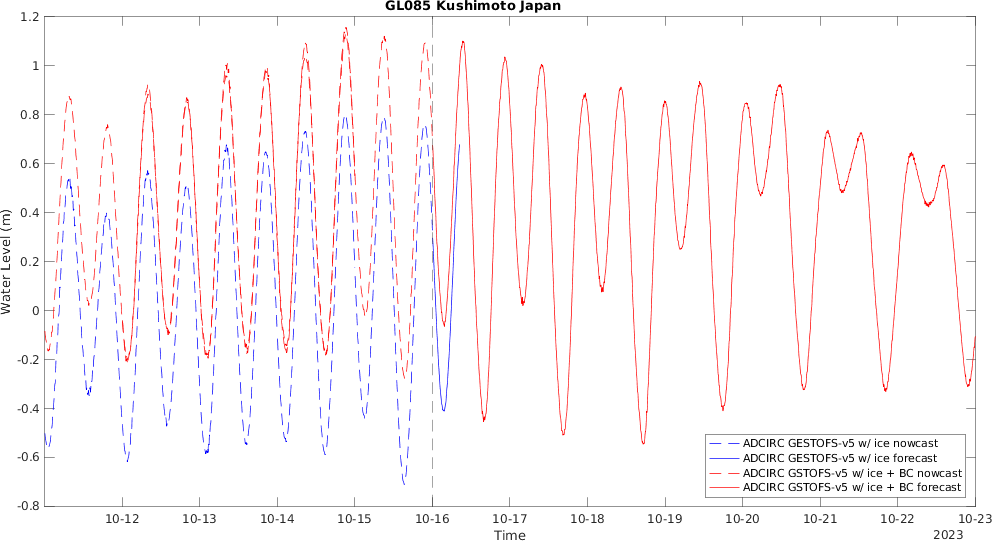 GL085 Kushimoto Japan
1.2
1
0.8
0.6
0.4
0.2
0
-0.2
-0.4
-0.6
-0.8
Water Level (m)
ADCIRC GESTOFS-v5 w/ ice nowcast
ADCIRC GESTOFS-v5 w/ ice forecast
ADCIRC GSTOFS-v5 w/ ice + BC nowcast
ADCIRC GSTOFS-v5 w/ ice + BC forecast
10-12 10-13 10-14 10-15 10-16 10-17 10-18 10-19 10-20 10-21 10-22 10-23
Time
2023